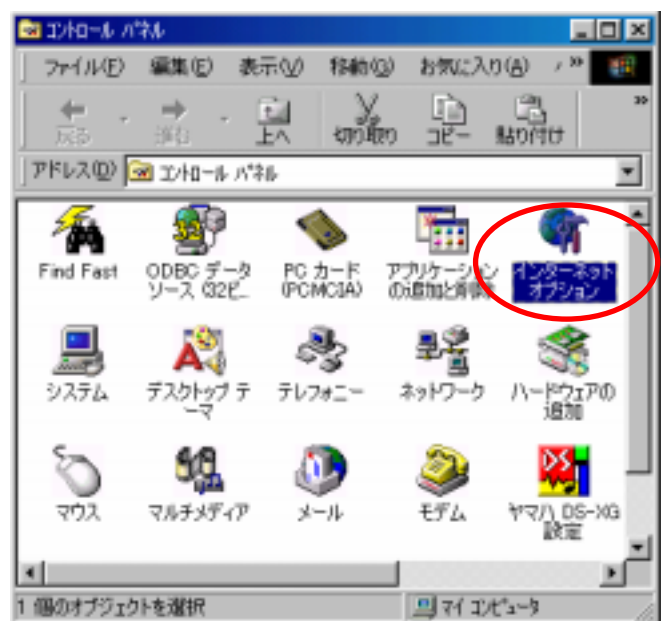 コントロール パネル
ファイル(F) 編集(E) 表示(V) 移動(G) お気に入り(A) »
戻る 進む 上へ 切り取り コピー 貼り付け »
アドレス(D) コントロール パネル
Find Fast
ODBC データ
ソース (32ビ...
PC カード
(PCMCIA)
アプリケーション
の追加と削除
インターネット
オプション
システム
デスクトップ テ
ーマ
テレフォニー
ネットワーク
ハードウェアの
追加
マウス
マルチメディア
メール
モデム
ヤマハ DS-XG
設定
1 個のオブジェクトを選択 マイ コンピュータ